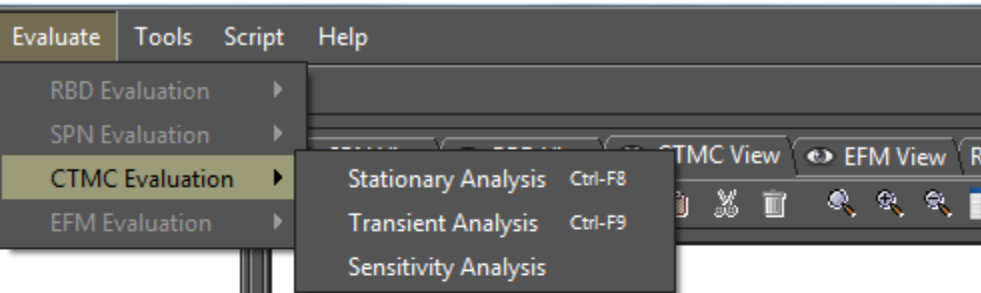 Evaluate Tools Script Help
RBD Evaluation
SPN Evaluation
CTMC View EFM View R
CTMC Evaluation
Stationary Analysis Ctrl-F8
EFM Evaluation
Transient Analysis Ctrl-F9
Sensitivity Analysis